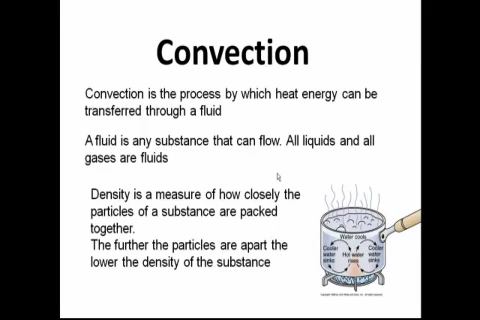 Convection
Convection is the process by which heat energy can be
transferred through a fluid
A fluid is any substance that can flow. All liquids and all
gases are fluids
Density is a measure of how closely the
particles of a substance are packed
together.
The further the particles are apart the
lower the density of the substance
Water cools
Cooler
water
sinks
Hot water
rises
Cooler
water
sinks